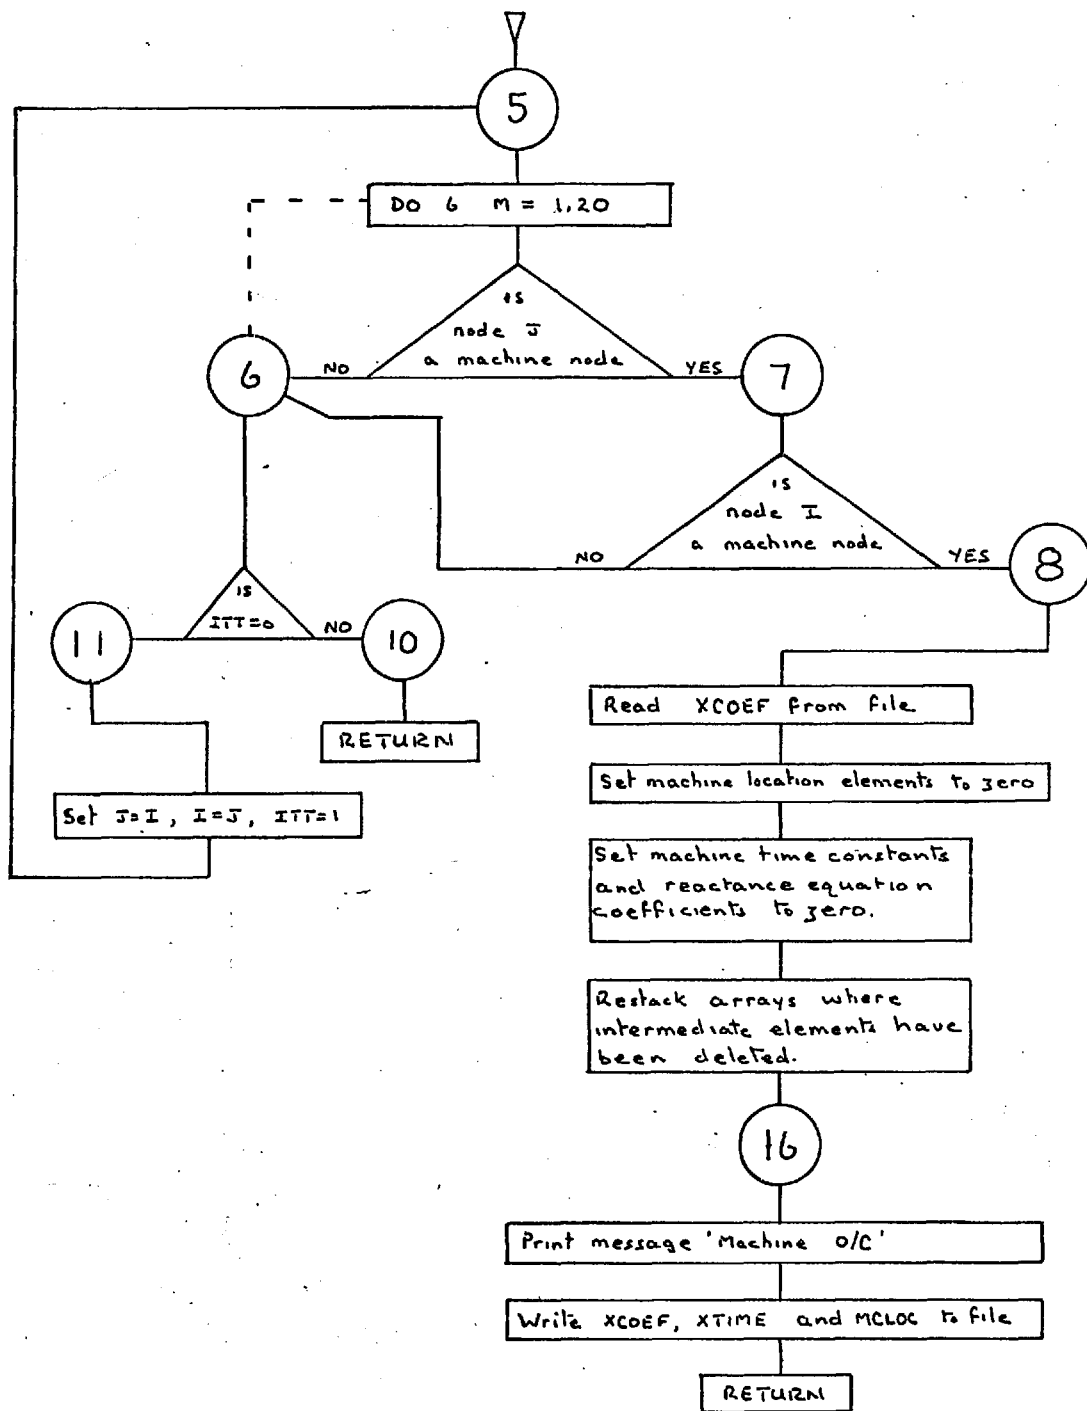 5
DO 6 M = 1,20
IS
node J
a machine node
6
NO
YES
7
IS
node I
a machine node
NO
YES
8
IS
ITT=0
NO
11
10
RETURN
Set J=I, I=J, ITT=1
Read XCOEF from file
Set machine location elements to zero
Set machine time constants
and reactance equation
coefficients to zero.
Restack arrays where
intermediate elements have
been deleted.
16
Print message 'Machine O/C'
Write XCOEF, XTIME and MCLOC to file
RETURN